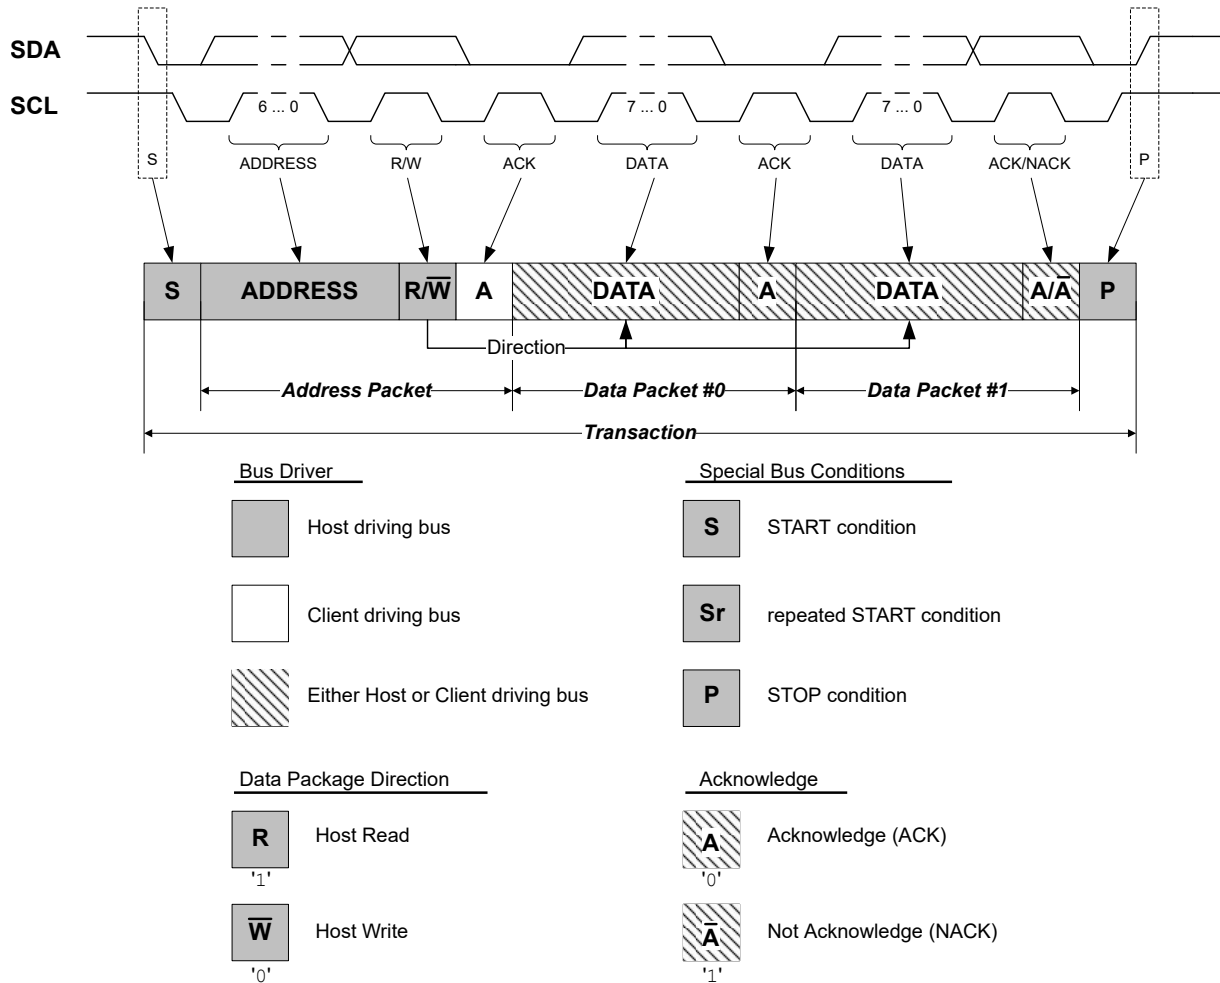 SDA
SCL
6 ... 0
7 ... 0
7 ... 0
S
ADDRESS
R/W
ACK
DATA
ACK
DATA
ACK/NACK
P
S
ADDRESS
R/W̅
A
DATA
A
DATA
A/A̅
P
Direction
Address Packet
Data Packet #0
Data Packet #1
Transaction
Bus Driver
Special Bus Conditions
Host driving bus
S
START condition
Client driving bus
Sr
repeated START condition
Either Host or Client driving bus
P
STOP condition
Data Package Direction
Acknowledge
R
Host Read
A
Acknowledge (ACK)
'1'
'0'
W̅
Host Write
A̅
Not Acknowledge (NACK)
'0'
'1'